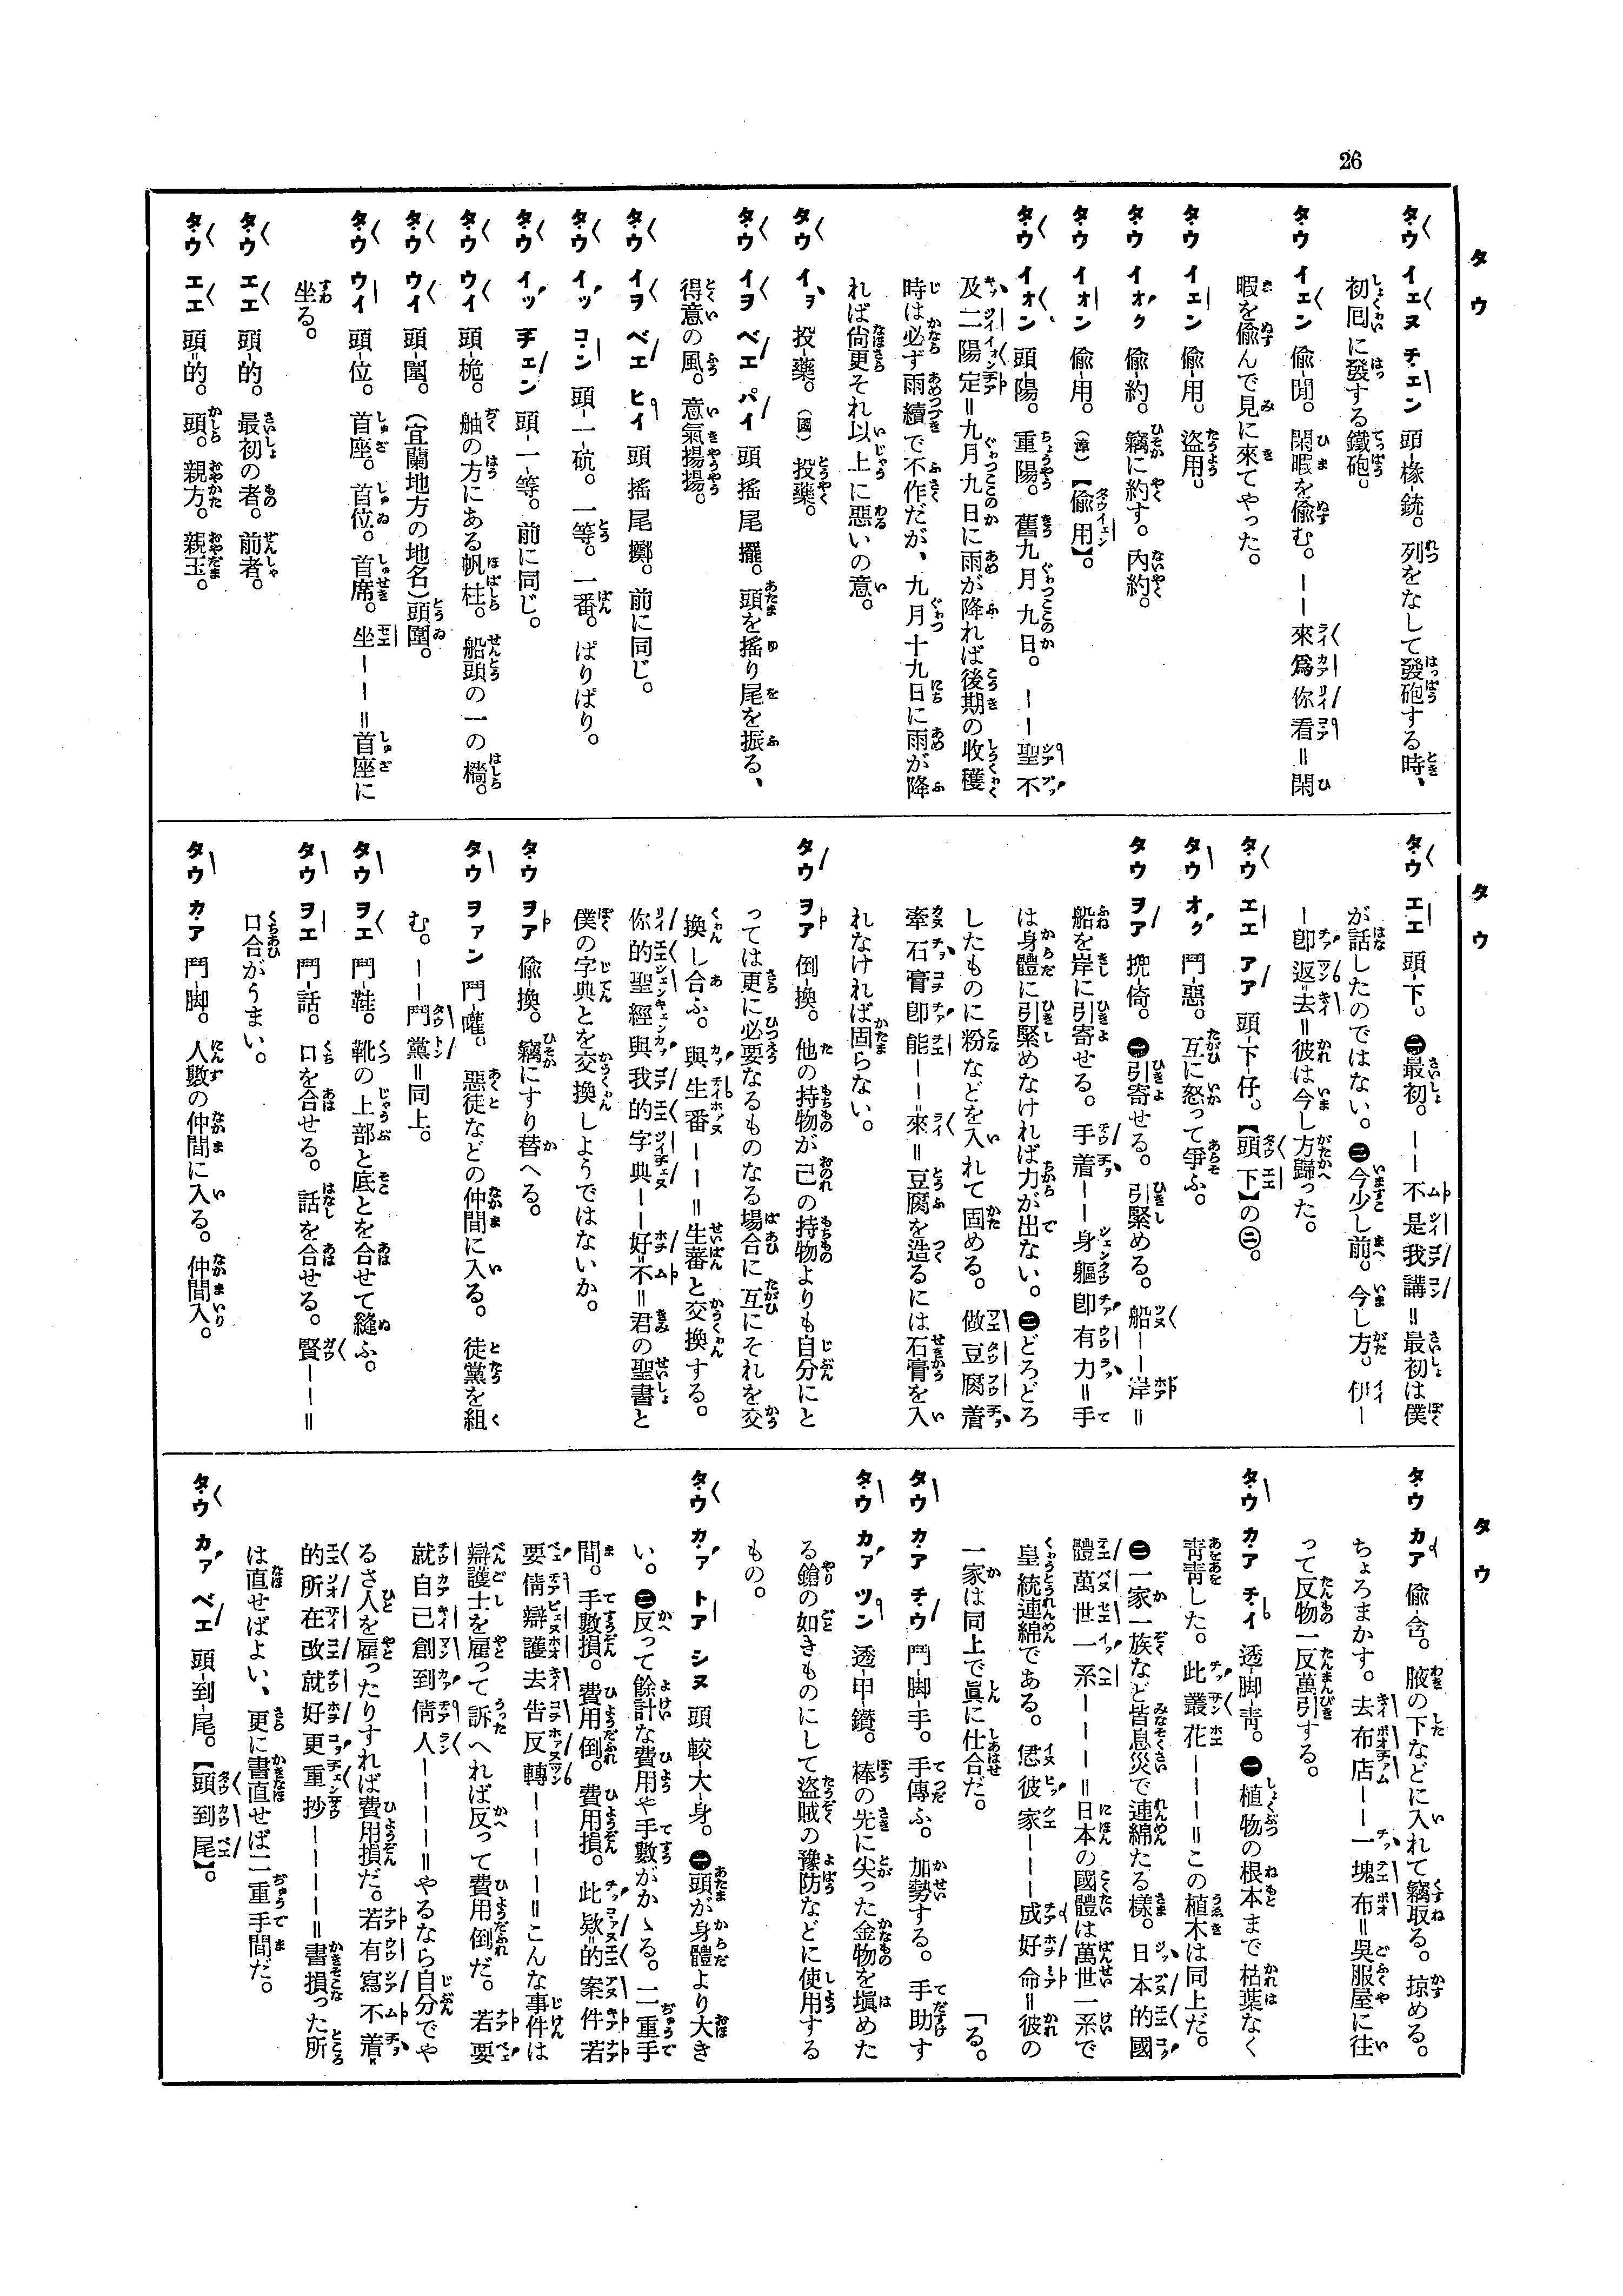 26
タウ
タウ イェヌ チェン 頭-椽-銃。列をなして發砲する時、
初囘に發する鐵砲。
タウ イェン 偸-閒。閑暇を偸む。——來爲你看=閑
暇を偸んで見に來てやった。
タウ イェン 偸-用。盜用。
タウ イオク 偸-約。竊に約す。內約。
タウ イオン 偸-用。(漳)【偸用】。
タウ イオン 頭-陽。重陽。舊九月九日。——聖不
及二陽定=九月九日に雨が降れば後期の收穫
時は必ず雨續で不作だが、九月十九日に雨が降
れば尙更それ以上に惡いの意。
タウ イヲ 投-藥。(國)投藥。
タウ イヲ ベエ パイ 頭搖尾擺。頭を搖り尾を振る、
得意の風。意氣揚揚。
タウ イヲ ベエ ヒイ 頭搖尾擲。前に同じ。
タウ イッ コン 頭-一-砊。一等。一番。ぱりぱり。
タウ イッ チェン 頭-一-等。前に同じ。
タウ ウイ 頭-桅。舳の方にある帆柱。船頭の一の檣。
タウ ウイ 頭-圍。(宜蘭地方の地名)頭圍。
タウ ウイ 頭-位。首座。首位。首席。坐——=首座に
坐る。
タウ エエ 頭-的。最初の者。前者。
タウ エエ 頭=的。頭。親方。親玉。
タウ
タウ エエ 頭-下。㊀最初。——不是我講=最初は僕
が話したのではない。㊁今少し前。今し方。伊—
—卽返=去=彼は今し方歸った。
タウ エエ アア 頭-下-仔。【頭下】の㊁。
タウ オク 鬥-惡。互に怒って爭ふ。
タウ ヲア 挩-倚。㊀引寄せる。引緊める。船——岸=
船を岸に引寄せる。手着——身軀卽有力=手
は身體に引緊めなければ力が出ない。㊁どろどろ
したものに粉などを入れて固める。做豆腐着
牽石膏卽能——來=豆腐を造るには石膏を入
れなければ固らない。
タウ ヲア 倒-換。他の持物が己の持物よりも自分にと
っては更に必要なるものなる場合に互にそれを交
換し合ふ。與生番——=生蕃と交換する。
你的聖經與我的字典——好=不=君の聖書と
僕の字典とを交換しようではないか。
タウ ヲア 偸-換。竊にすり替へる。
タウ ヲァン 鬥-曨。惡徒などの仲間に入る。徒黨を組
む。——鬥黨=同上。
タウ ヲエ 鬥-鞋。靴の上部と底とを合せて縫ふ。
タウ ヲエ 鬥-話。口を合せる。話を合せる。賢——=
口合がうまい。
タウ カア 鬥-脚。人數の仲間に入る。仲間入。
タウ
タウ カア 偸-含。腋の下などに入れて竊取る。掠める。
ちょろまかす。去布店——一塊布=吳服屋に往
って反物一反萬引する。
タウ カア チイ 透-脚-靑。㊀植物の根本まで枯葉なく
靑靑した。此叢花———=この植木は同上だ。
㊁一家一族など皆息災で連綿たる樣。日本的國
體萬世一系———=日本の國體は萬世一系で
皇統連綿である。恁彼家———成好命=彼の
一家は同上で眞に仕合だ。
タウ カア チウ 鬥-脚-手。手傳ふ。加勢する。手助す「る。
タウ カァ ツン 透-甲-鑚。棒の先に尖った金物を塡めた
る鎗の如きものにして盜賊の豫防などに使用する
もの。
タウ カァ トア シヌ 頭較-大-身。㊀頭が身體より大き
い。㊁反って餘計な費用や手數がかゝる。二重手
間。手數損。費用倒。費用損。此欵=的案件若
要倩辯護去告反轉————=こんな事件は
辯護士を雇って訴へれば反って費用倒だ。若要
就自己創到倩人————=やるなら自分でや
るさ人を雇ったりすれば費用損だ。若有寫不着
的所在改就好更重抄————=書損った所
は直せばよい、更に書直せば二重手間だ。
タウ カァ ベエ 頭-到-尾。【頭到尾】。